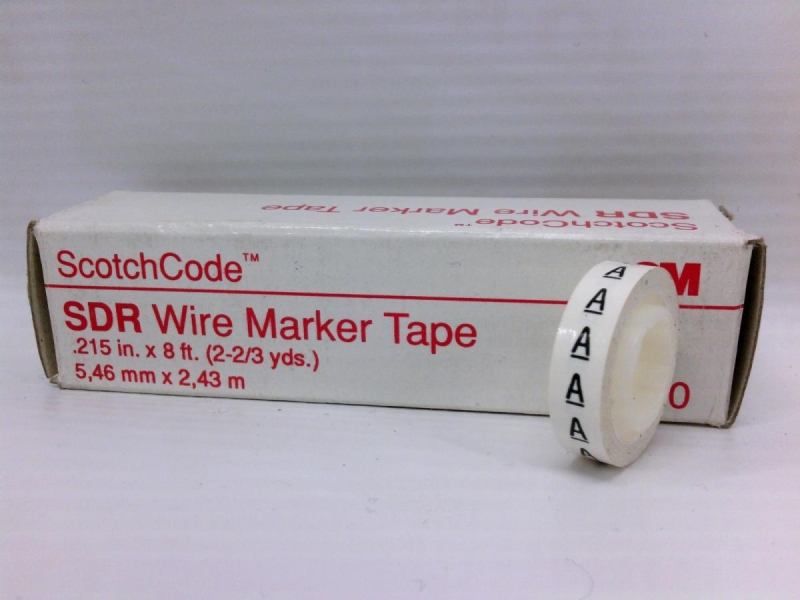 SDR Wire Marker Tape
ScotchCode™
ScotchCode™
SDR Wire Marker Tape
.215 in. x 8 ft. (2-2/3 yds.)
5,46 mm x 2,43 m
A
A
A
A
A
A